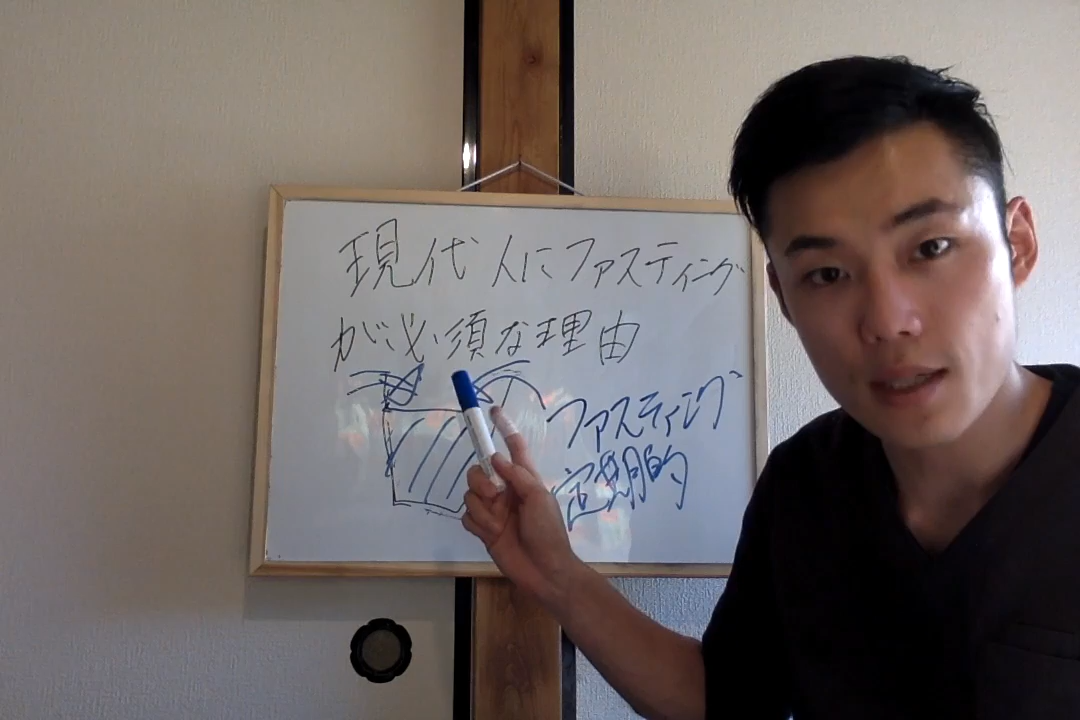 現代人にファスティング
が必須な理由
ファスティング
定期的